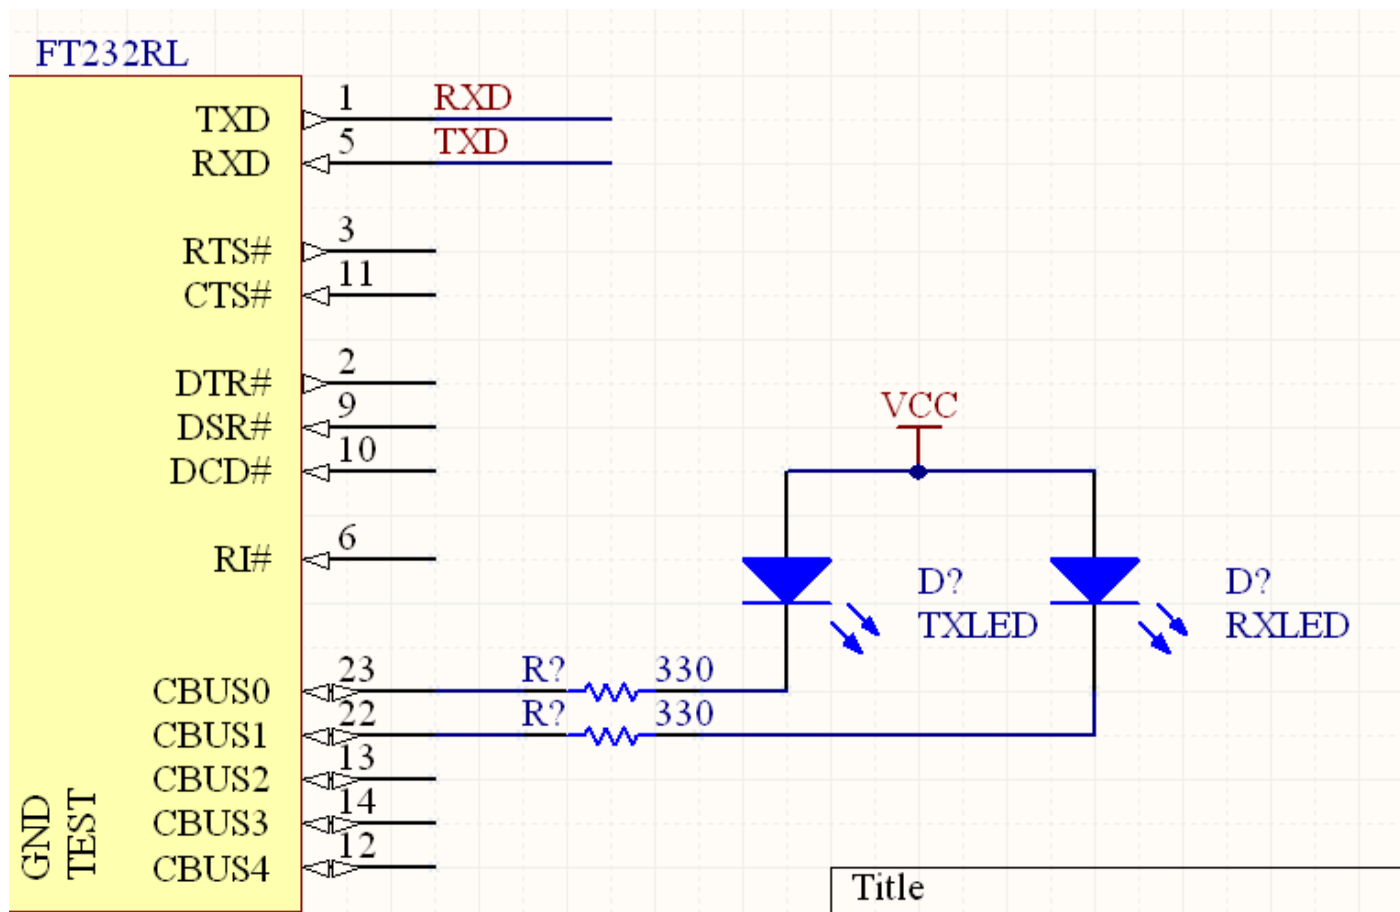 FT232RL
TXD 1 RXD
RXD 5 TXD
RTS# 3
CTS# 11
DTR# 2
DSR# 9
DCD# 10
RI# 6
VCC
D? D?
TXLED RXLED
CBUS0 23 R? 330
CBUS1 22 R? 330
CBUS2 13
CBUS3 14
CBUS4 12
GND
TEST
Title